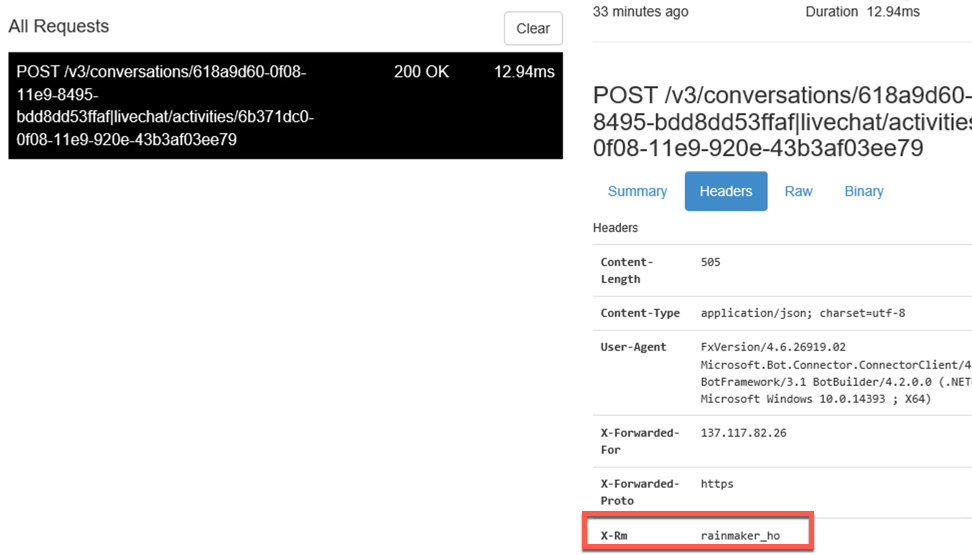 All Requests
Clear
POST /v3/conversations/618a9d60-0f08-
11e9-8495-
bdd8dd53ffaf|livechat/activities/6b371dc0-
0f08-11e9-920e-43b3af03ee79
200 OK
12.94ms
33 minutes ago
Duration 12.94ms
POST /v3/conversations/618a9d60-
8495-bdd8dd53ffaf|livechat/activities
0f08-11e9-920e-43b3af03ee79
Summary
Headers
Raw
Binary
Headers
Content-
Length
505
Content-Type
application/json; charset=utf-8
User-Agent
FxVersion/4.6.26919.02
Microsoft.Bot.Connector.ConnectorClient/4
BotFramework/3.1 BotBuilder/4.2.0.0 (.NET
Microsoft Windows 10.0.14393 ; X64)
X-Forwarded-
For
137.117.82.26
X-Forwarded-
Proto
https
X-Rm
rainmaker_ho